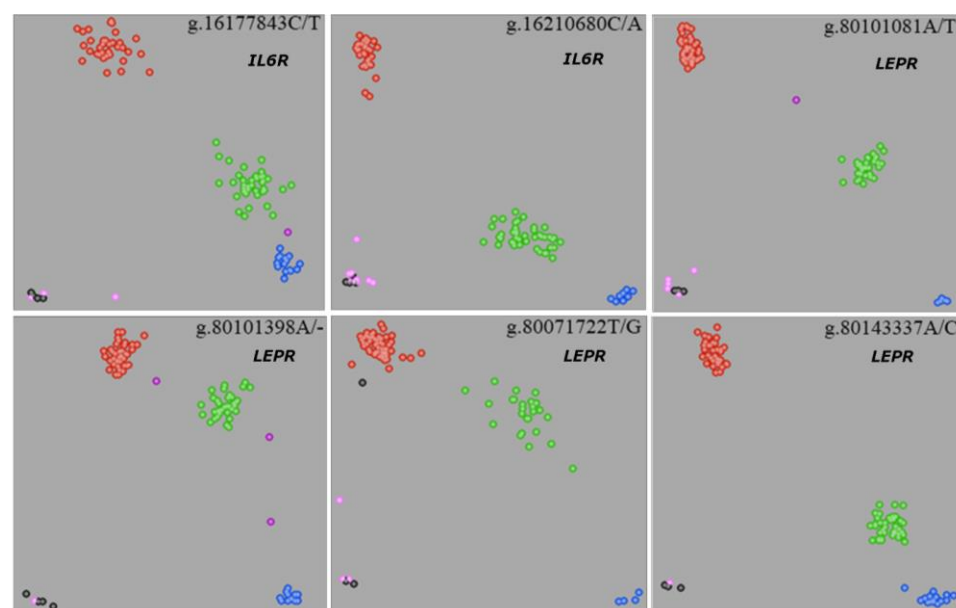 g.16177843C/T
IL6R
g.16210680C/A
IL6R
g.80101081A/T
LEPR
g.80101398A/-
LEPR
g.80071722T/G
LEPR
g.80143337A/C
LEPR